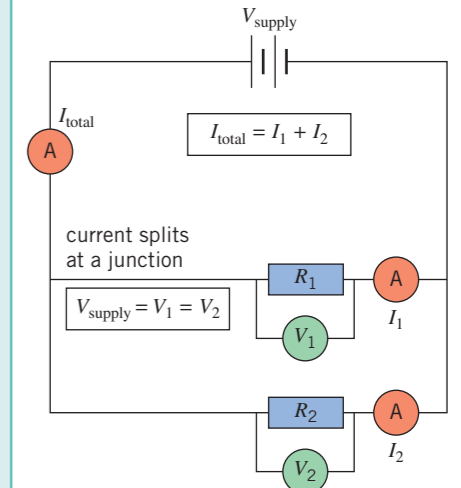 V_supply
I_total
A
I_total = I_1 + I_2
current splits
at a junction
R_1
A
V_supply = V_1 = V_2
V_1
I_1
R_2
A
V_2
I_2